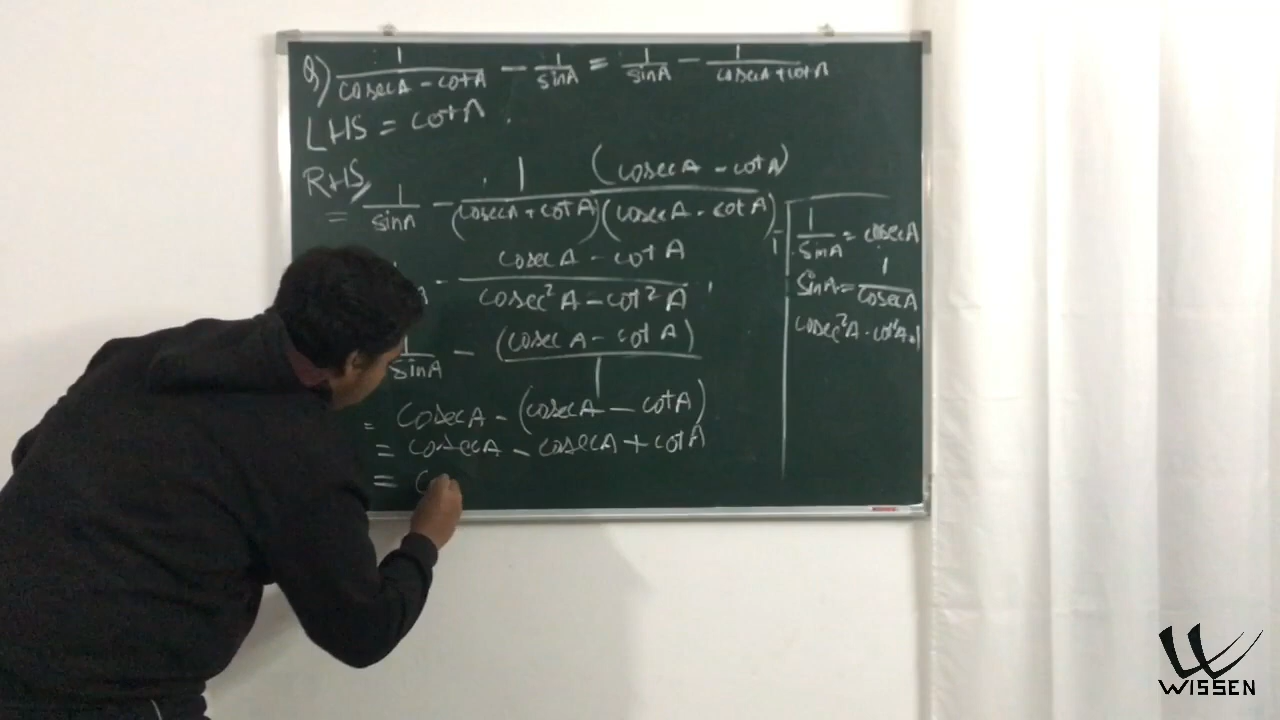 Q) 1/(cosecA - cotA) - 1/sinA = 1/sinA - 1/(cosecA + cotA)
LHS = cotA .
RHS/
= 1/sinA - 1/(cosecA + cotA) (cosecA - cotA)/(cosecA - cotA)
- (cosecA - cotA)/(cosec²A - cot²A)
1/sinA - (cosecA - cotA)/1
= cosecA - (cosecA - cotA)
= cosecA - cosecA + cotA
= c
1/sinA = cosecA
sinA = 1/cosecA
cosec²A - cot²A = 1
WISSEN